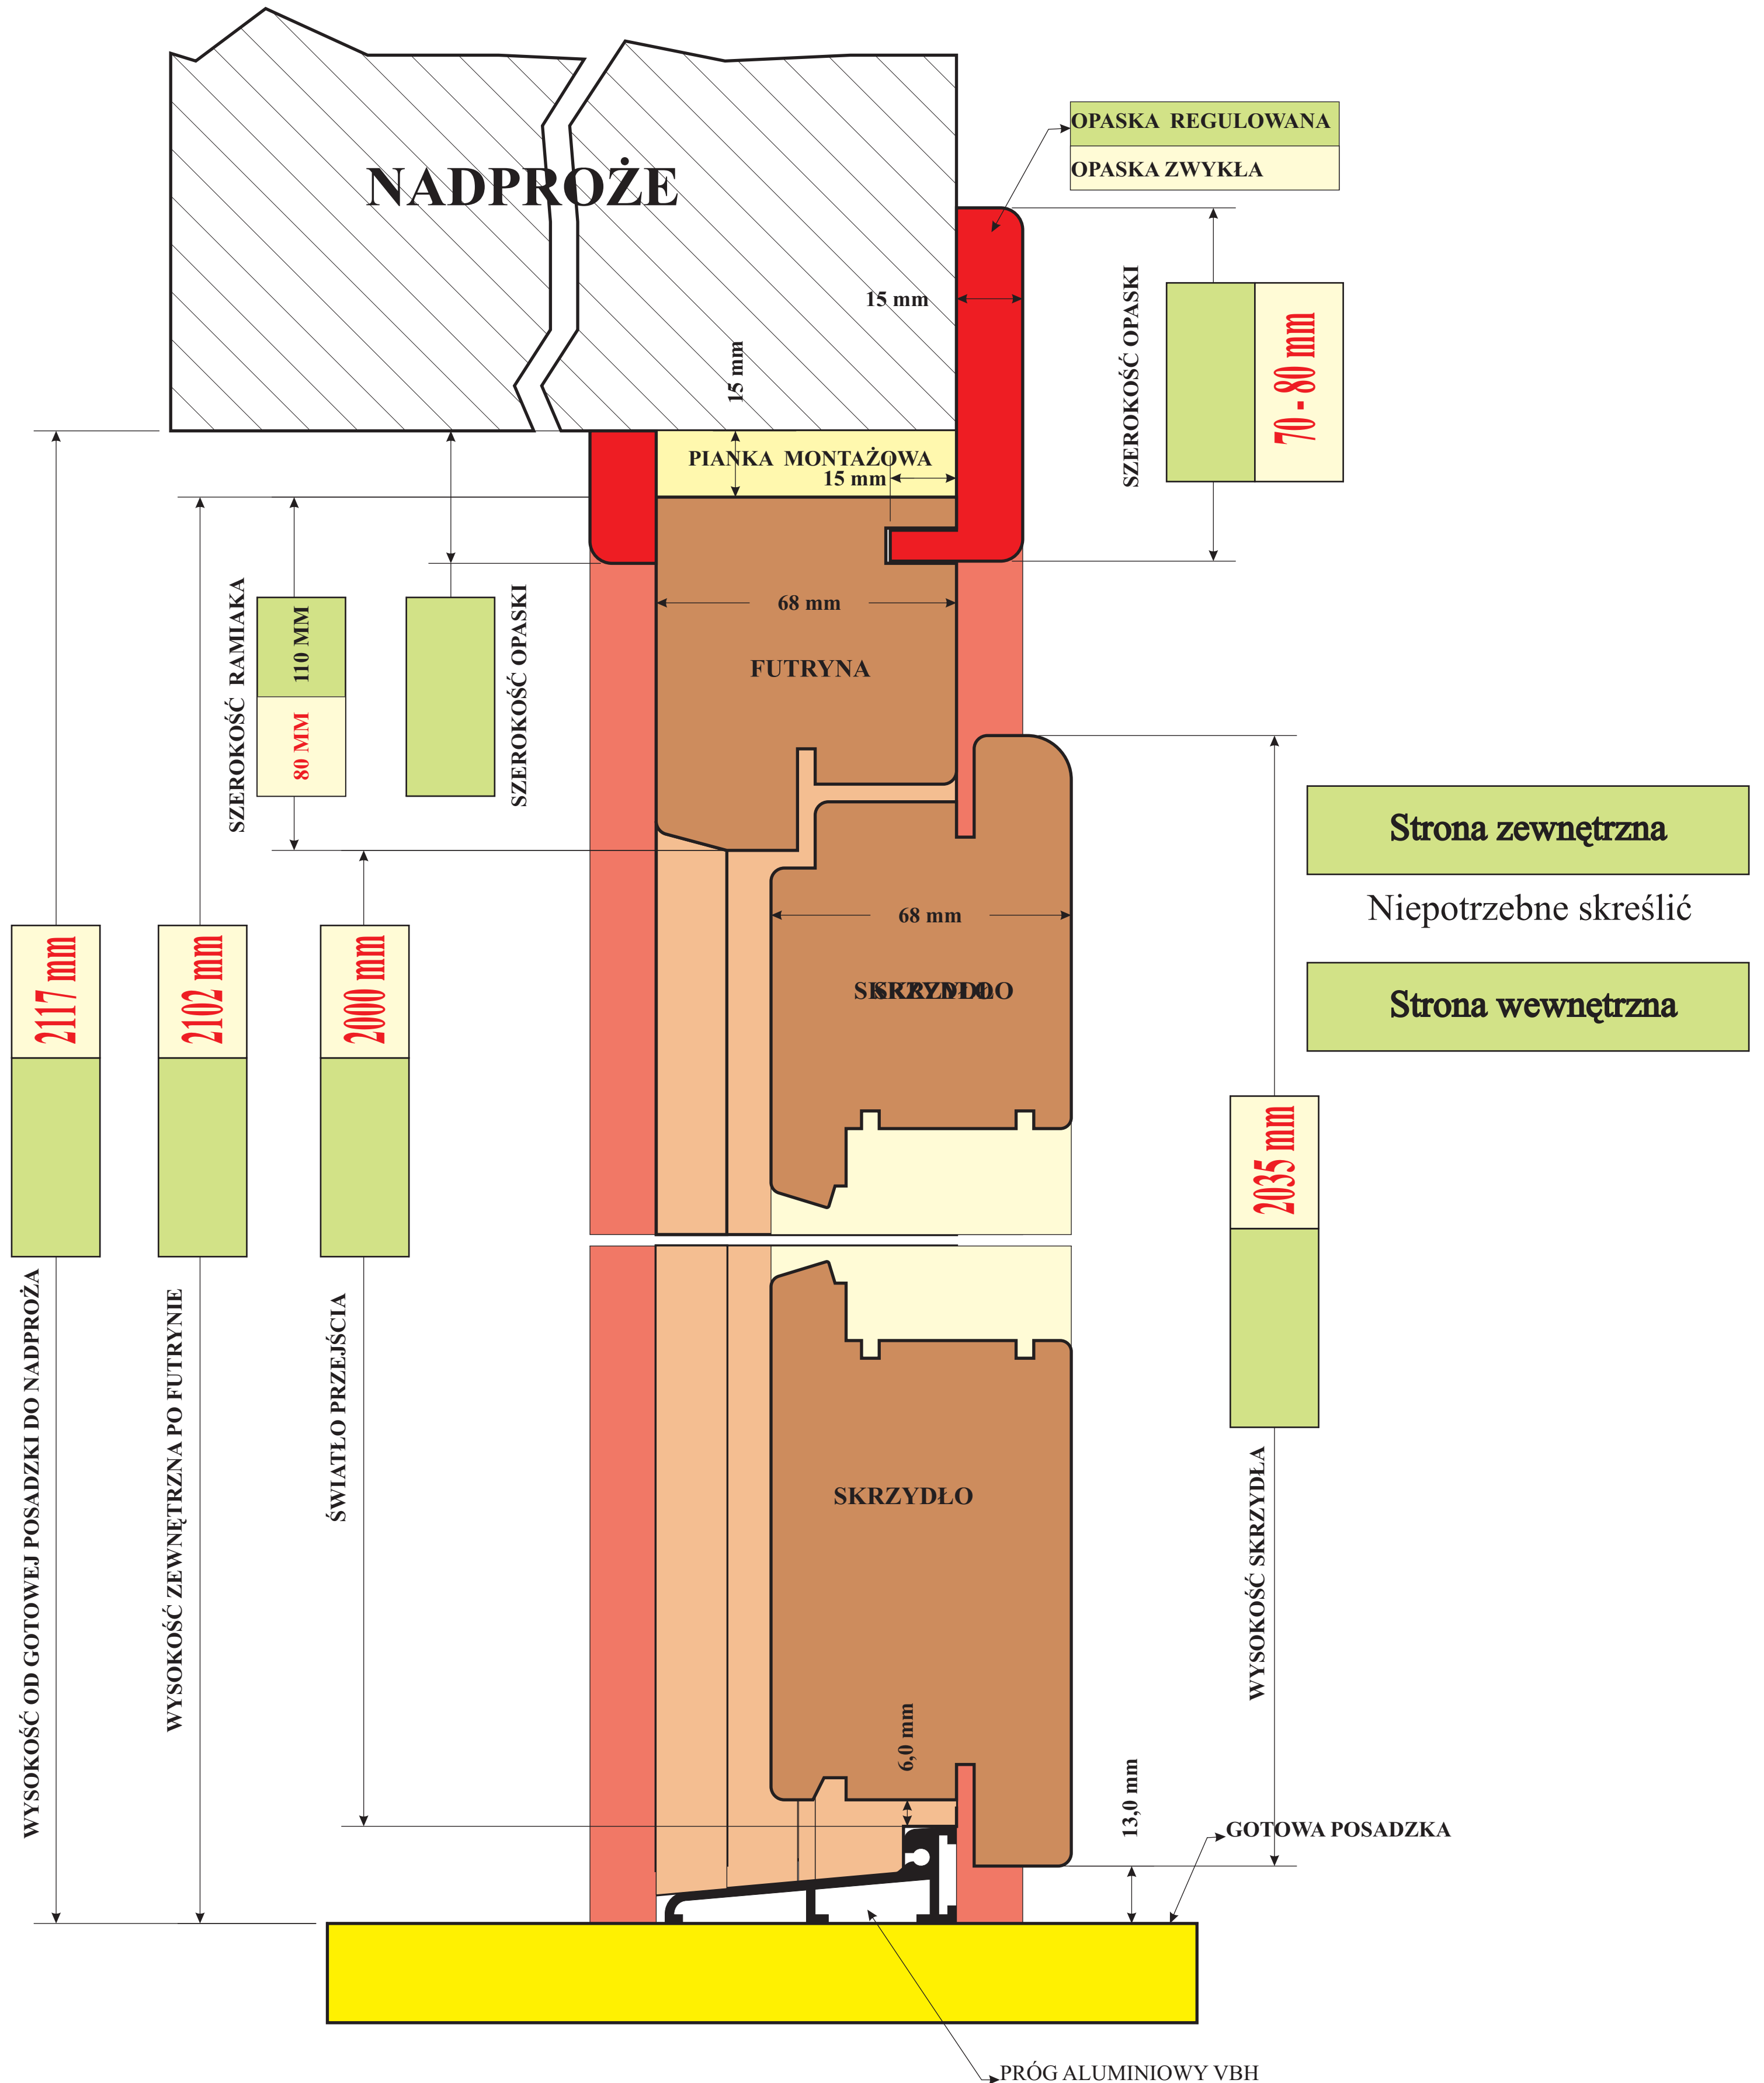 OPASKA REGULOWANA
OPASKA ZWYKŁA
NADPROŻE
15 mm
SZEROKOŚĆ OPASKI
70 - 80 mm
15 mm
PIANKA MONTAŻOWA
15 mm
SZEROKOŚĆ RAMIAKA
110 MM
80 MM
SZEROKOŚĆ OPASKI
68 mm
FUTRYNA
Strona zewnętrzna
Niepotrzebne skreślić
Strona wewnętrzna
68 mm
SKRZYDŁO
SKRZYDŁO
2117 mm
2102 mm
2000 mm
2035 mm
WYSOKOŚĆ OD GOTOWEJ POSADZKI DO NADPROŻA
WYSOKOŚĆ ZEWNĘTRZNA PO FUTRYNIE
ŚWIATŁO PRZEJŚCIA
WYSOKOŚĆ SKRZYDŁA
SKRZYDŁO
6,0 mm
13,0 mm
GOTOWA POSADZKA
PRÓG ALUMINIOWY VBH